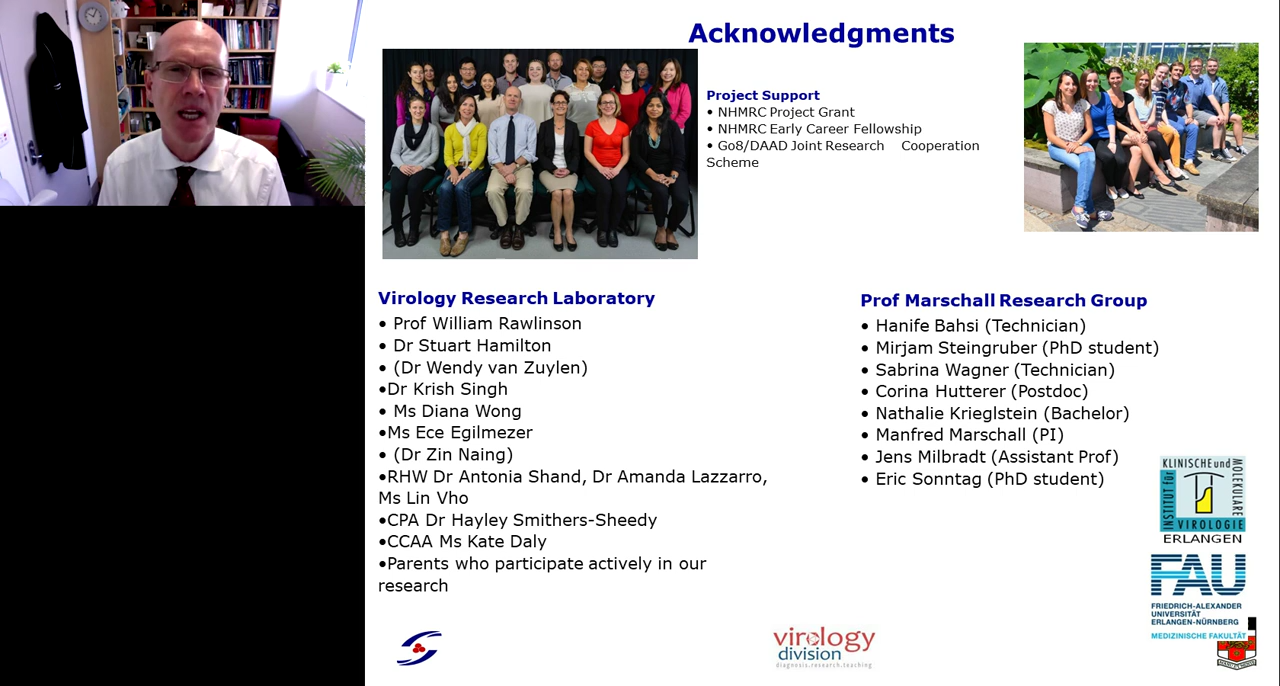 Acknowledgments
Project Support
• NHMRC Project Grant
• NHMRC Early Career Fellowship
• Go8/DAAD Joint Research Cooperation
Scheme
Virology Research Laboratory
• Prof William Rawlinson
• Dr Stuart Hamilton
• (Dr Wendy van Zuylen)
•Dr Krish Singh
• Ms Diana Wong
•Ms Ece Egilmezer
• (Dr Zin Naing)
•RHW Dr Antonia Shand, Dr Amanda Lazzarro,
Ms Lin Vho
•CPA Dr Hayley Smithers-Sheedy
•CCAA Ms Kate Daly
•Parents who participate actively in our
research
Prof Marschall Research Group
• Hanife Bahsi (Technician)
• Mirjam Steingruber (PhD student)
• Sabrina Wagner (Technician)
• Corina Hutterer (Postdoc)
• Nathalie Krieglstein (Bachelor)
• Manfred Marschall (PI)
• Jens Milbradt (Assistant Prof)
• Eric Sonntag (PhD student)
INSTITUT für
KLINISCHE und
MOLEKULARE
VIROLOGIE
ERLANGEN
FAU
FRIEDRICH-ALEXANDER
UNIVERSITÄT
ERLANGEN-NÜRNBERG
MEDIZINISCHE FAKULTÄT
virology
division
diagnosis.research.teaching